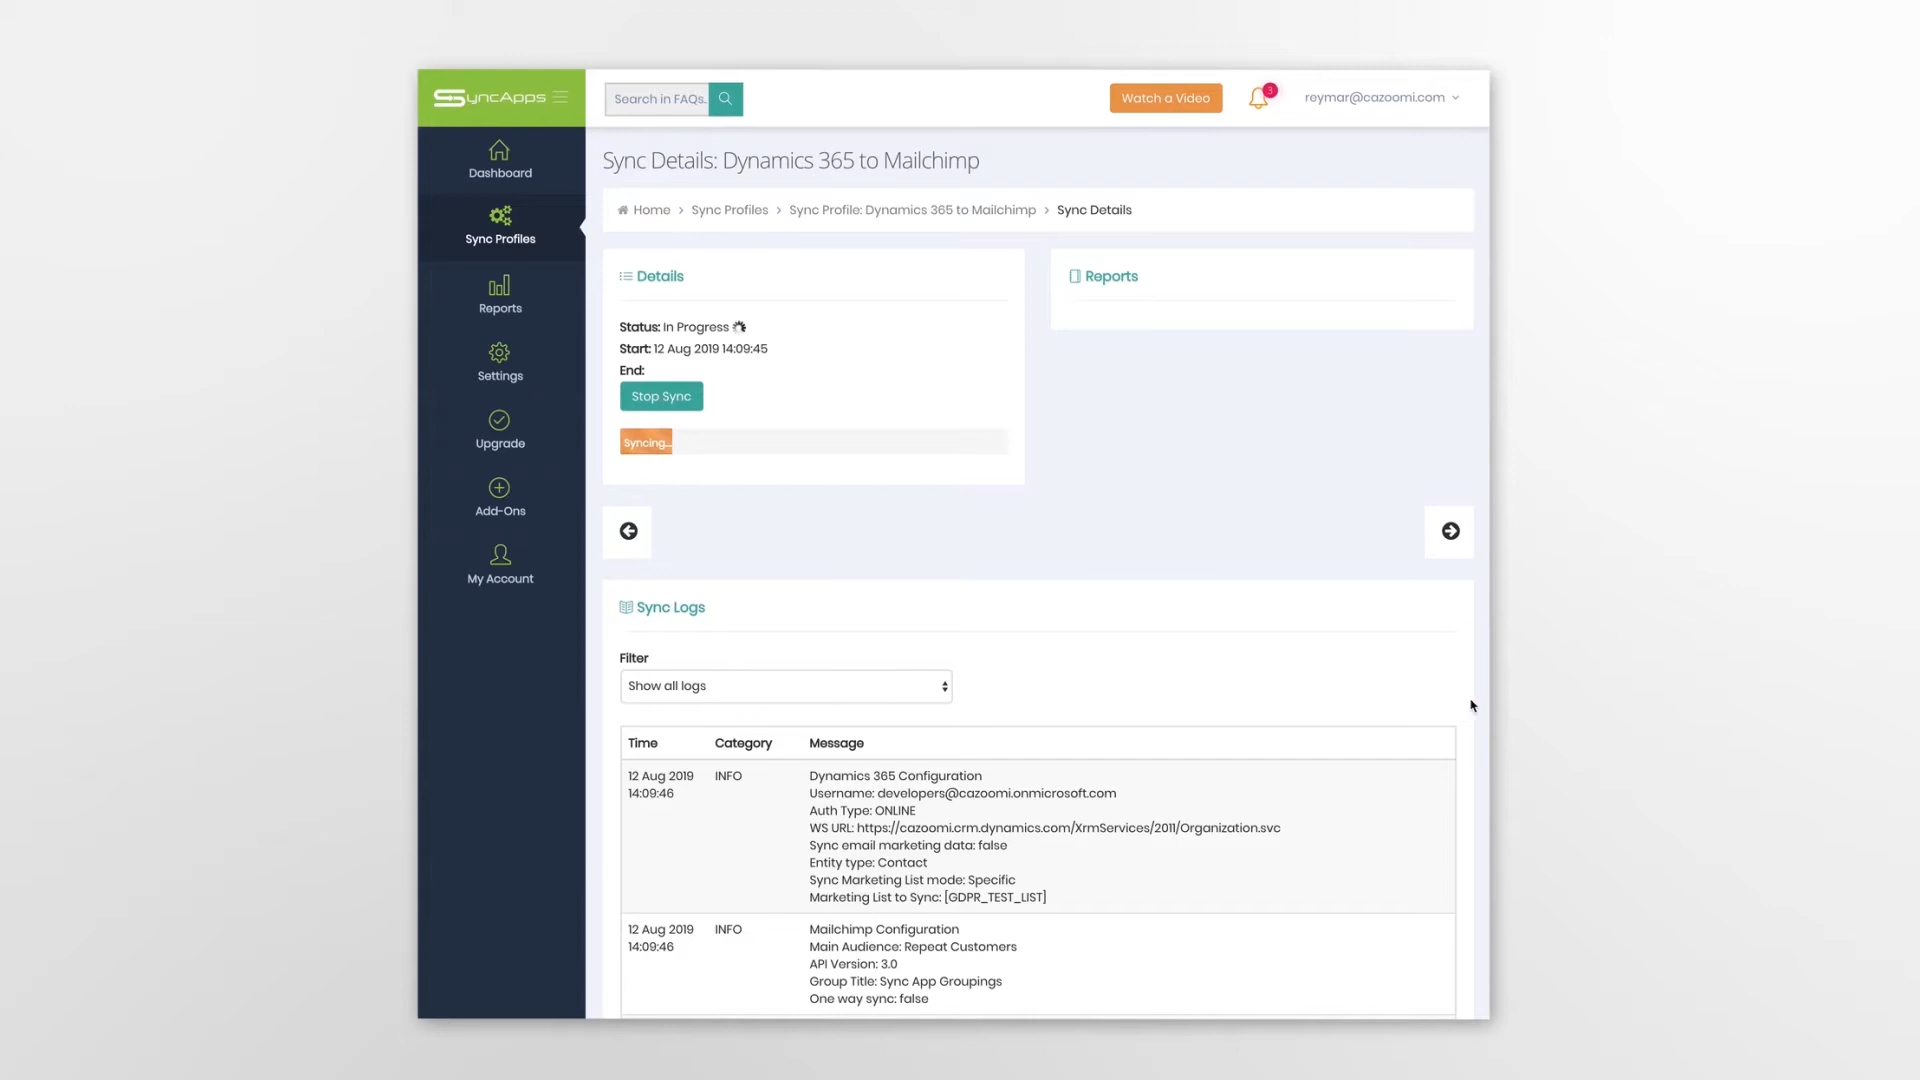 SyncApps
Search in FAQs.
Watch a Video
3
reymar@cazoomi.com
Dashboard
Sync Profiles
Reports
Settings
Upgrade
Add-Ons
My Account
Sync Details: Dynamics 365 to Mailchimp
Home > Sync Profiles > Sync Profile: Dynamics 365 to Mailchimp > Sync Details
Details
Status: In Progress
Start: 12 Aug 2019 14:09:45
End:
Stop Sync
Syncing...
Reports
Sync Logs
Filter
Show all logs
Time Category Message
12 Aug 2019 14:09:46 INFO Dynamics 365 Configuration
Username: developers@cazoomi.onmicrosoft.com
Auth Type: ONLINE
WS URL: https://cazoomi.crm.dynamics.com/XrmServices/2011/Organization.svc
Sync email marketing data: false
Entity type: Contact
Sync Marketing List mode: Specific
Marketing List to Sync: [GDPR_TEST_LIST]
12 Aug 2019 14:09:46 INFO Mailchimp Configuration
Main Audience: Repeat Customers
API Version: 3.0
Group Title: Sync App Groupings
One way sync: false